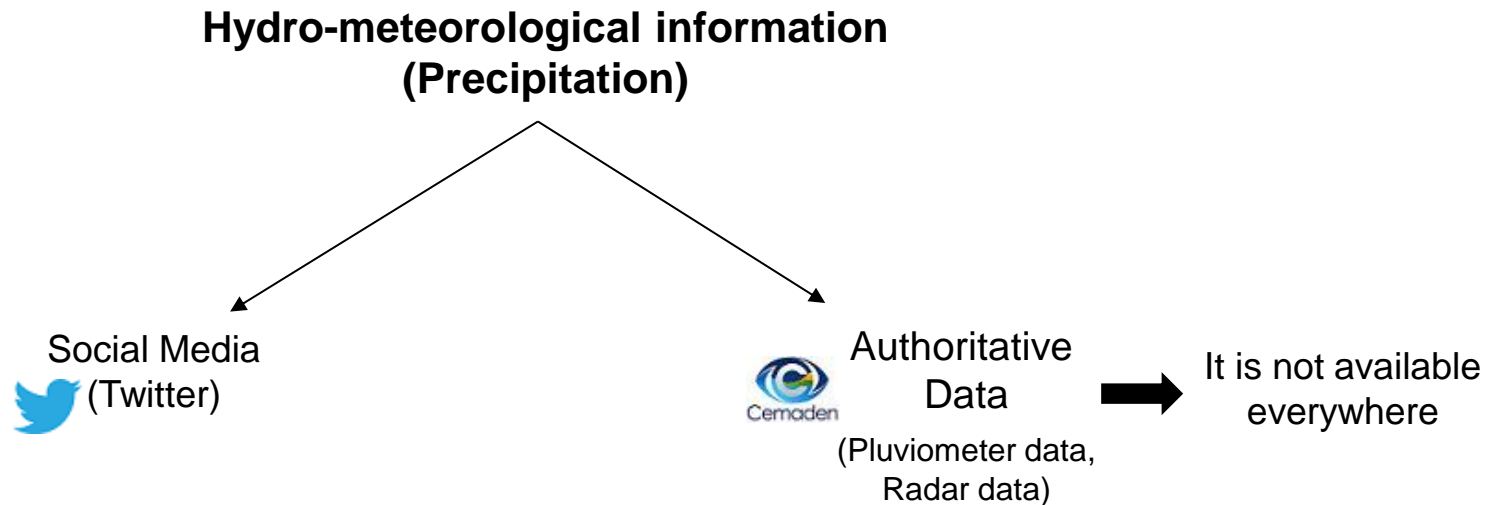 Hydro-meteorological information
(Precipitation)
Social Media
(Twitter)
Cemaden
Authoritative
Data
(Pluviometer data,
Radar data)
It is not available
everywhere